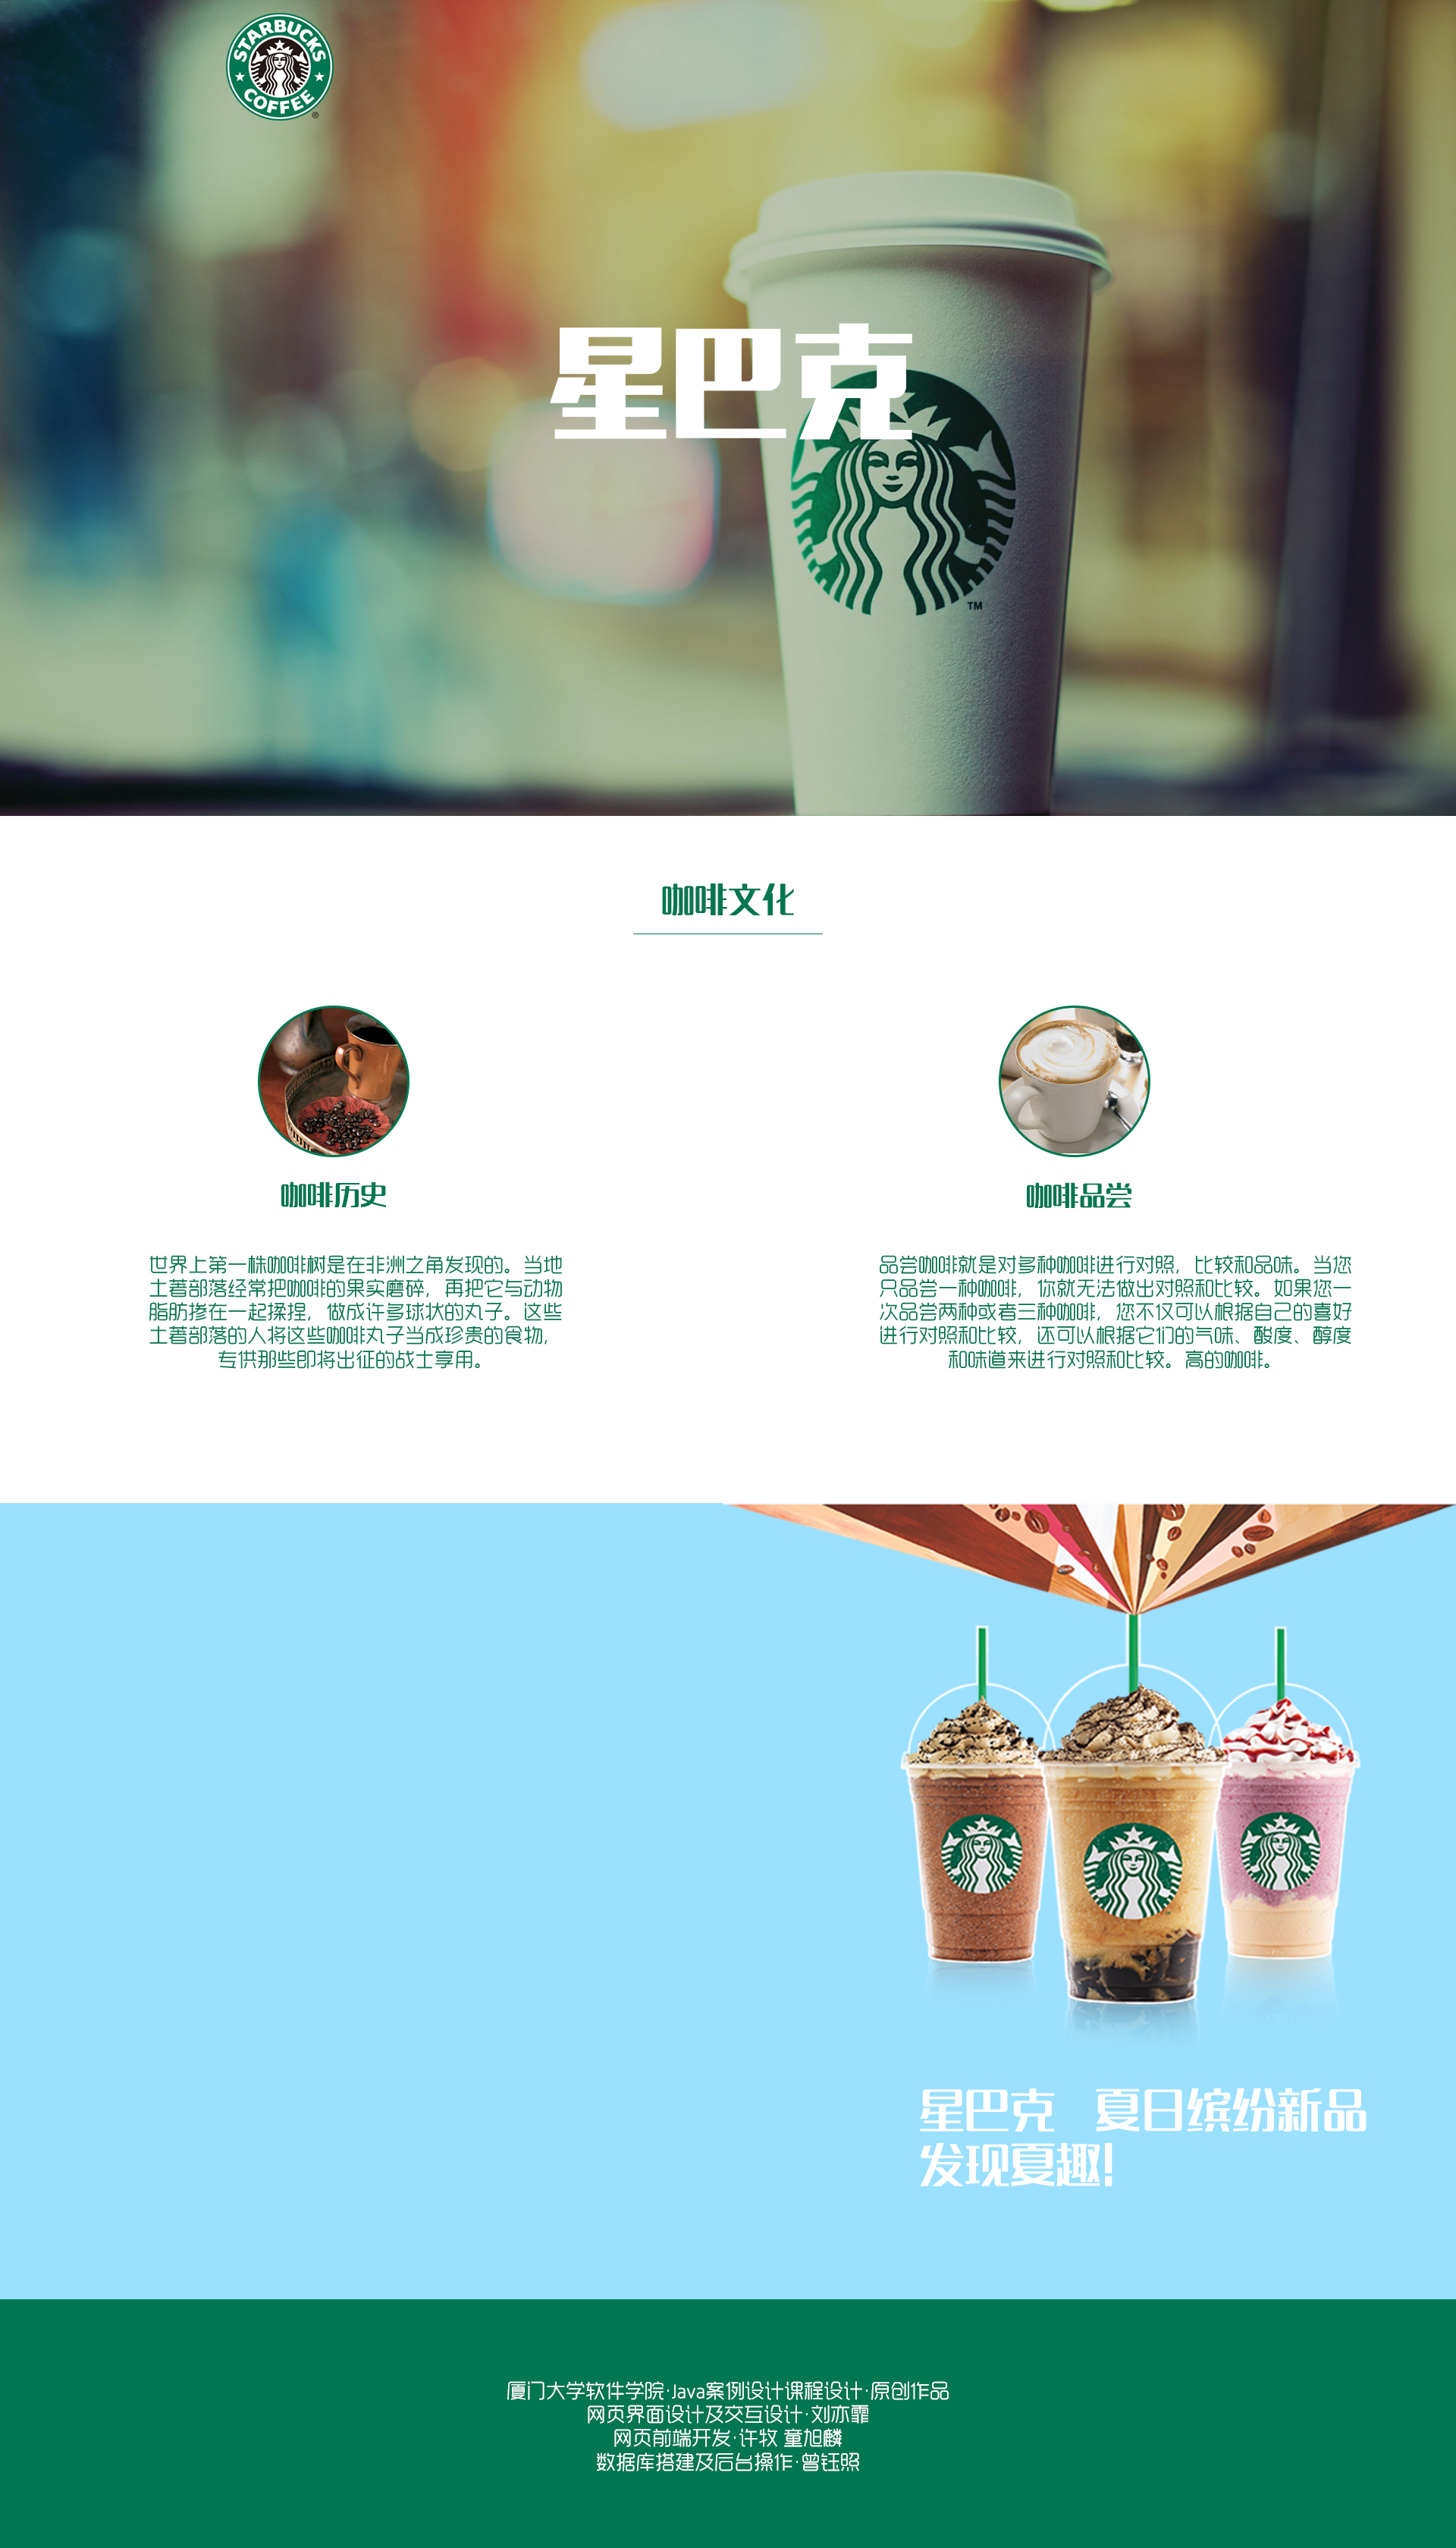 STARBUCKS
COFFEE
®
星巴克
TM
咖啡文化
咖啡历史
世界上第一株咖啡树是在非洲之角发现的。当地
土著部落经常把咖啡的果实磨碎，再把它与动物
脂肪掺在一起揉捏，做成许多球状的丸子。这些
土著部落的人将这些咖啡丸子当成珍贵的食物，
专供那些即将出征的战士享用。
咖啡品尝
品尝咖啡就是对多种咖啡进行对照，比较和品味。当您
只品尝一种咖啡，你就无法做出对照和比较。如果您一
次品尝两种或者三种咖啡，您不仅可以根据自己的喜好
进行对照和比较，还可以根据它们的气味、酸度、醇度
和味道来进行对照和比较。高的咖啡。
星巴克 夏日缤纷新品
发现夏趣!
厦门大学软件学院·Java案例设计课程设计·原创作品
网页界面设计及交互设计·刘亦霏
网页前端开发·许牧 童旭麟
数据库搭建及后台操作·曾钰照